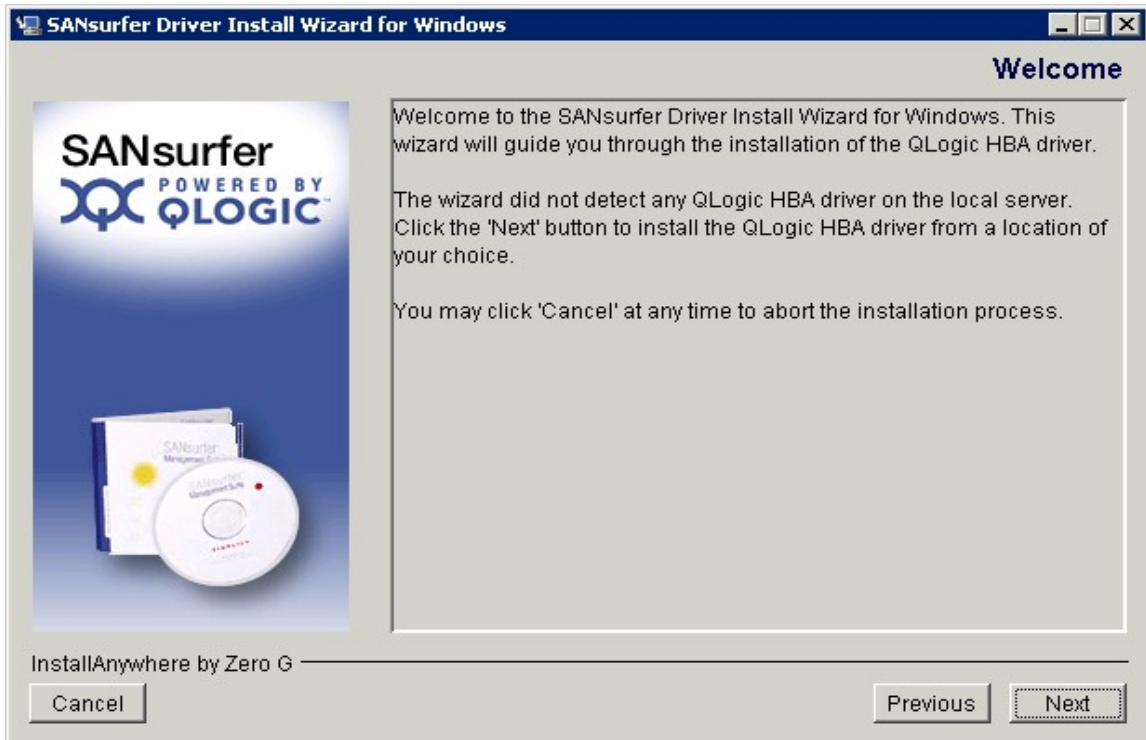 SANsurfer Driver Install Wizard for Windows
Welcome
SANsurfer
POWERED BY
QLOGIC™
Welcome to the SANsurfer Driver Install Wizard for Windows. This
wizard will guide you through the installation of the QLogic HBA driver.
The wizard did not detect any QLogic HBA driver on the local server.
Click the 'Next' button to install the QLogic HBA driver from a location of
your choice.
You may click 'Cancel' at any time to abort the installation process.
SANsurfer
SANsurfer
Management Suite
InstallAnywhere by Zero G
Cancel
Previous
Next